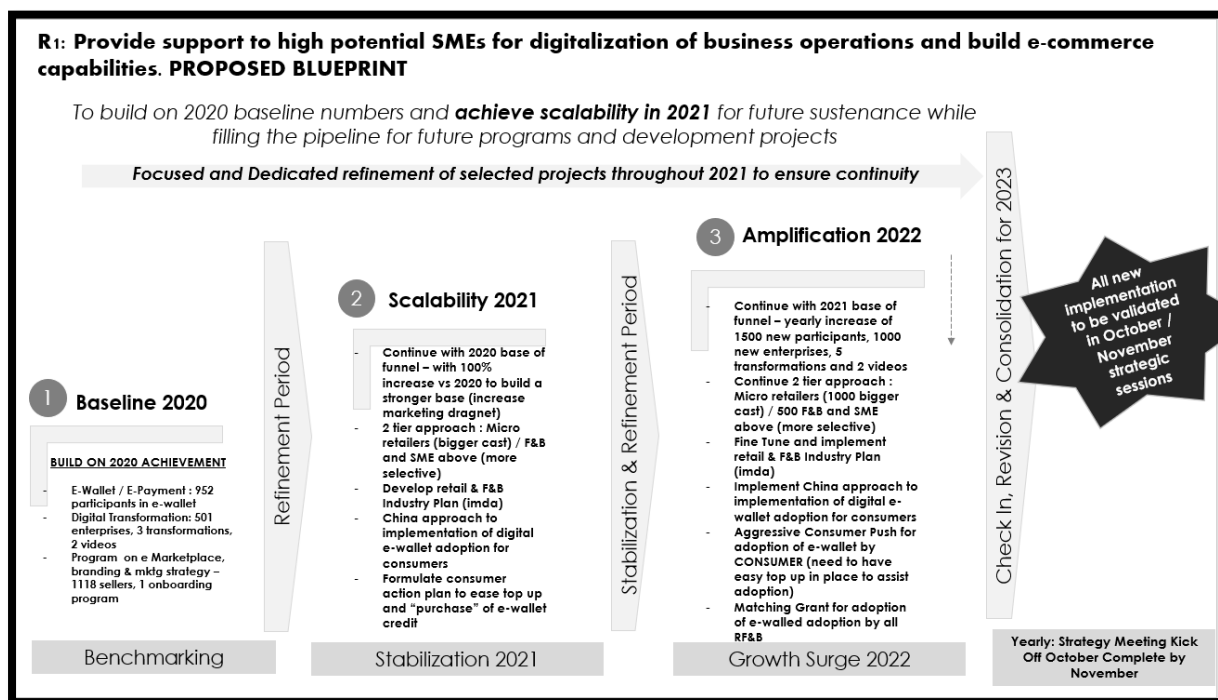 R1: Provide support to high potential SMEs for digitalization of business operations and build e-commerce
capabilities. PROPOSED BLUEPRINT
To build on 2020 baseline numbers and achieve scalability in 2021 for future sustenance while
filling the pipeline for future programs and development projects
Focused and Dedicated refinement of selected projects throughout 2021 to ensure continuity
1 Baseline 2020
BUILD ON 2020 ACHIEVEMENT
- E-Wallet / E-Payment : 952
participants in e-wallet
- Digital Transformation: 501
enterprises, 3 transformations,
2 videos
- Program on e Marketplace,
branding & mktg strategy –
1118 sellers, 1 onboarding
program
Benchmarking
Refinement Period
2 Scalability 2021
- Continue with 2020 base of
funnel – with 100%
increase vs 2020 to build a
stronger base (increase
marketing dragnet)
- 2 tier approach : Micro
retailers (bigger cast) / F&B
and SME above (more
selective)
- Develop retail & F&B
Industry Plan (imda)
- China approach to
implementation of digital
e-wallet adoption for
consumers
- Formulate consumer
action plan to ease top up
and “purchase” of e-wallet
credit
Stabilization 2021
Stabilization & Refinement Period
3 Amplification 2022
- Continue with 2021 base of
funnel – yearly increase of
1500 new participants, 1000
new enterprises, 5
transformations and 2 videos
- Continue 2 tier approach :
Micro retailers (1000 bigger
cast) / 500 F&B and SME
above (more selective)
- Fine Tune and implement
retail & F&B Industry Plan
(imda)
- Implement China approach to
implementation of digital e-
wallet adoption for consumers
- Aggressive Consumer Push for
adoption of e-wallet by
CONSUMER (need to have
easy top up in place to assist
adoption)
- Matching Grant for adoption
of e-walled adoption by all
RF&B
Growth Surge 2022
Check In, Revision & Consolidation for 2023
All new
implementation
to be validated
in October /
November
strategic
sessions
Yearly: Strategy Meeting Kick
Off October Complete by
November